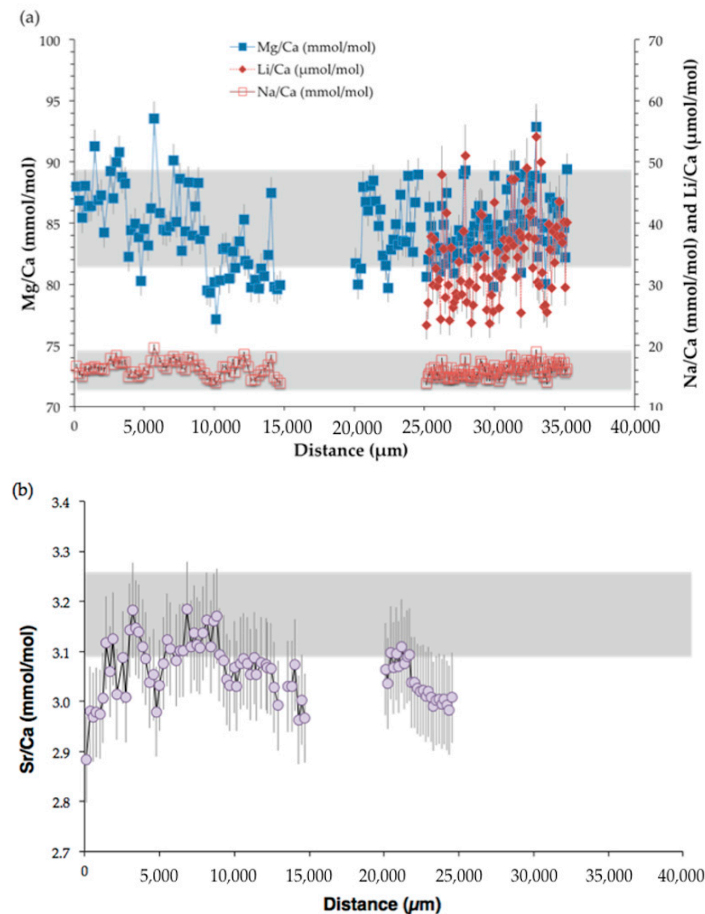 (a)
100
95
90
85
80
75
70
Mg/Ca (mmol/mol)
Mg/Ca (mmol/mol)
Li/Ca (µmol/mol)
Na/Ca (mmol/mol)
70
60
50
40
30
20
10
Na/Ca (mmol/mol) and Li/Ca (µmol/mol)
0 5,000 10,000 15,000 20,000 25,000 30,000 35,000 40,000
Distance (µm)
(b)
3.4
3.3
3.2
3.1
3.0
2.9
2.8
2.7
Sr/Ca (mmol/mol)
0 5,000 10,000 15,000 20,000 25,000 30,000 40,000
Distance (µm)